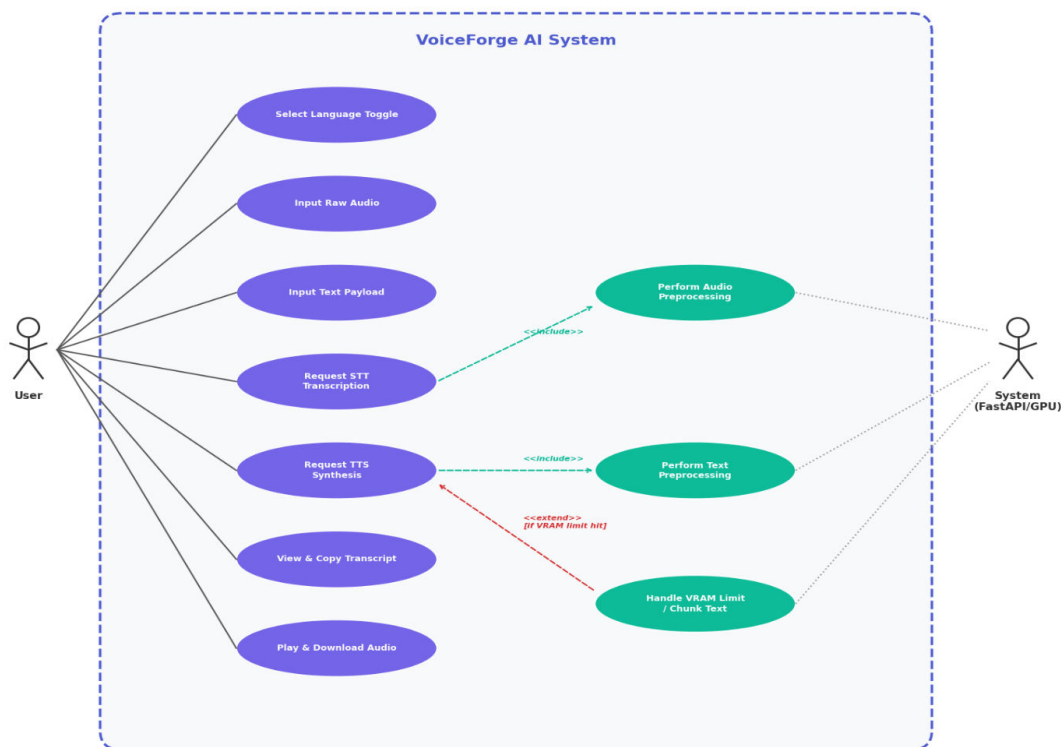 VoiceForge AI System
Select Language Toggle
Input Raw Audio
Input Text Payload
Perform Audio
Preprocessing
<<include>>
Request STT
Transcription
User
System
(FastAPI/GPU)
Request TTS
Synthesis
<<include>>
Perform Text
Preprocessing
<<extend>>
[if VRAM limit hit]
View & Copy Transcript
Handle VRAM Limit
/ Chunk Text
Play & Download Audio